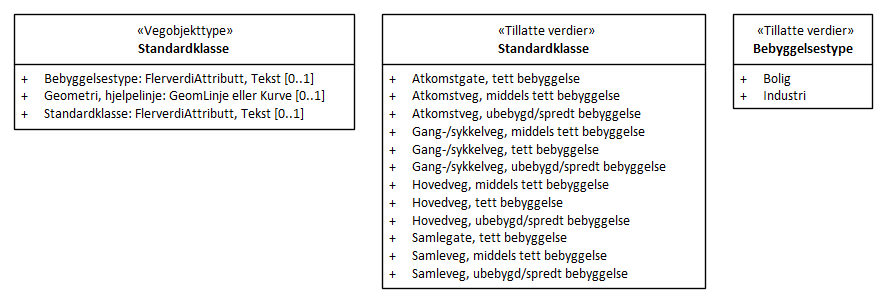 «Vegobjekttype»
Standardklasse
+ Bebyggelsestype: FlerverdiAttributt, Tekst [0..1]
+ Geometri, hjelpelinje: GeomLinje eller Kurve [0..1]
+ Standardklasse: FlerverdiAttributt, Tekst [0..1]
«Tillatte verdier»
Standardklasse
+ Atkomstgate, tett bebyggelse
+ Atkomstveg, middels tett bebyggelse
+ Atkomstveg, ubebygd/spredt bebyggelse
+ Gang-/sykkelveg, middels tett bebyggelse
+ Gang-/sykkelveg, tett bebyggelse
+ Gang-/sykkelveg, ubebygd/spredt bebyggelse
+ Hovedveg, middels tett bebyggelse
+ Hovedveg, tett bebyggelse
+ Hovedveg, ubebygd/spredt bebyggelse
+ Samlegate, tett bebyggelse
+ Samleveg, middels tett bebyggelse
+ Samleveg, ubebygd/spredt bebyggelse
«Tillatte verdier»
Bebyggelsestype
+ Bolig
+ Industri